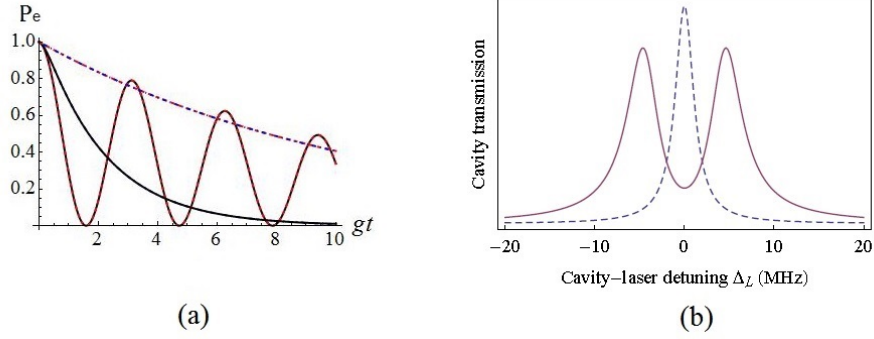 Pe
1.0
0.8
0.6
0.4
0.2
2
4
6
8
10
gt
(a)
Cavity transmission
−20
−10
0
10
20
Cavity−laser detuning Δ_L (MHz)
(b)